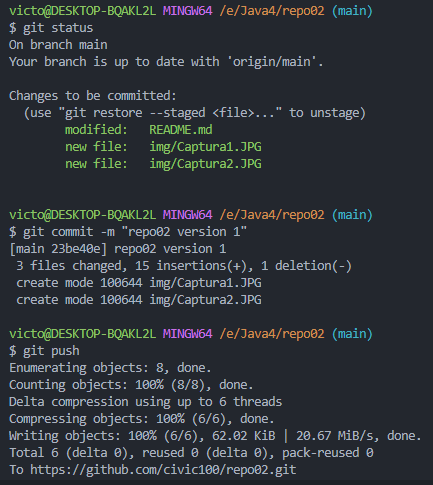 victo@DESKTOP-BQAKL2L MINGW64 /e/Java4/repo02 (main)
$ git status
On branch main
Your branch is up to date with 'origin/main'.

Changes to be committed:
  (use "git restore --staged <file>..." to unstage)
        modified:   README.md
        new file:   img/Captura1.JPG
        new file:   img/Captura2.JPG


victo@DESKTOP-BQAKL2L MINGW64 /e/Java4/repo02 (main)
$ git commit -m "repo02 version 1"
[main 23be40e] repo02 version 1
 3 files changed, 15 insertions(+), 1 deletion(-)
 create mode 100644 img/Captura1.JPG
 create mode 100644 img/Captura2.JPG

victo@DESKTOP-BQAKL2L MINGW64 /e/Java4/repo02 (main)
$ git push
Enumerating objects: 8, done.
Counting objects: 100% (8/8), done.
Delta compression using up to 6 threads
Compressing objects: 100% (6/6), done.
Writing objects: 100% (6/6), 62.02 KiB | 20.67 MiB/s, done.
Total 6 (delta 0), reused 0 (delta 0), pack-reused 0
To https://github.com/civic100/repo02.git